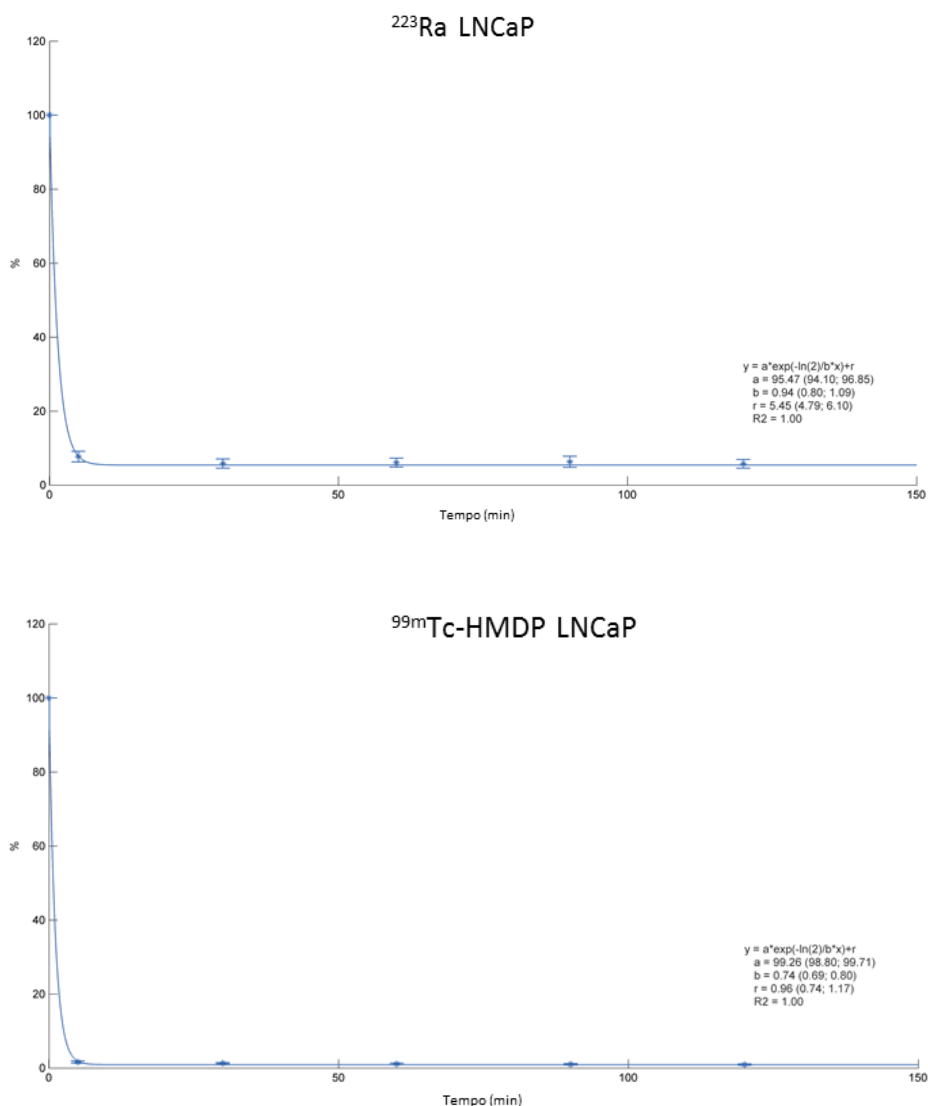 ²²³Ra LNCaP
120
100
80
60
40
20
0
%
y = a*exp(-ln(2)/b*x)+r
a = 95.47 (94.10; 96.85)
b = 0.94 (0.80; 1.09)
r = 5.45 (4.79; 6.10)
R2 = 1.00
0 50 100 150
Tempo (min)
⁹⁹ᵐTc-HMDP LNCaP
120
100
80
60
40
20
0
%
y = a*exp(-ln(2)/b*x)+r
a = 99.26 (98.80; 99.71)
b = 0.74 (0.69; 0.80)
r = 0.96 (0.74; 1.17)
R2 = 1.00
0 50 100 150
Tempo (min)